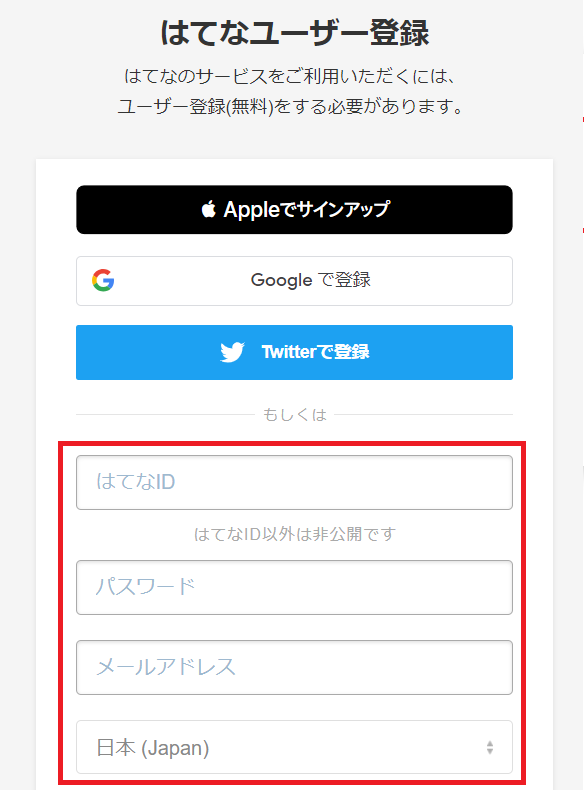 はてなユーザー登録
はてなのサービスをご利用いただくには、
ユーザー登録(無料)をする必要があります。
Appleでサインアップ
Google で登録
Twitterで登録
もしくは
はてなID
はてなID以外は非公開です
パスワード
メールアドレス
日本 (Japan)